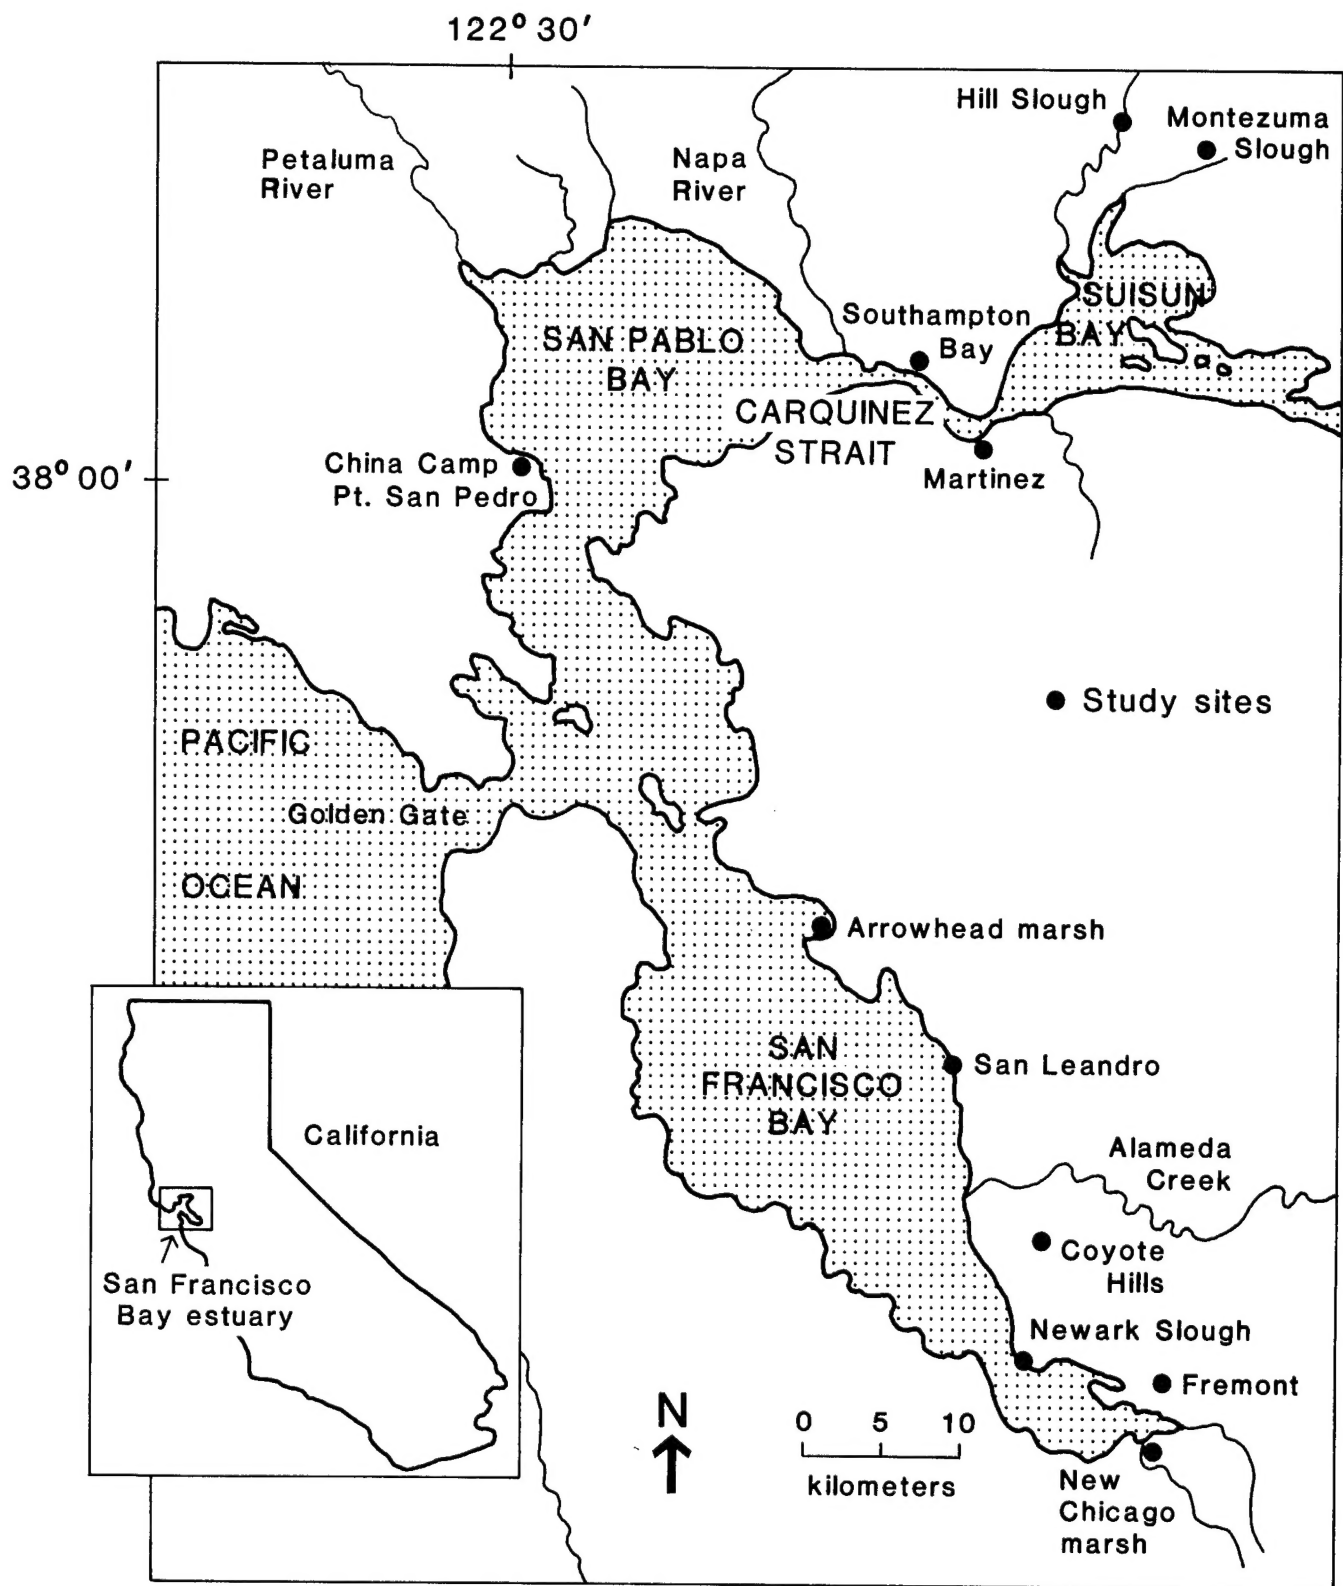 122° 30′
Hill Slough
Montezuma
Slough
Petaluma
River
Napa
River
SUISUN
BAY
Southampton
Bay
SAN PABLO
BAY
CARQUINEZ
STRAIT
38° 00′
China Camp
Pt. San Pedro
Martinez
Study sites
PACIFIC
Golden Gate
OCEAN
Arrowhead marsh
SAN
FRANCISCO
BAY
San Leandro
California
Alameda
Creek
Coyote
Hills
San Francisco
Bay estuary
Newark Slough
Fremont
N
0 5 10
kilometers
New
Chicago
marsh